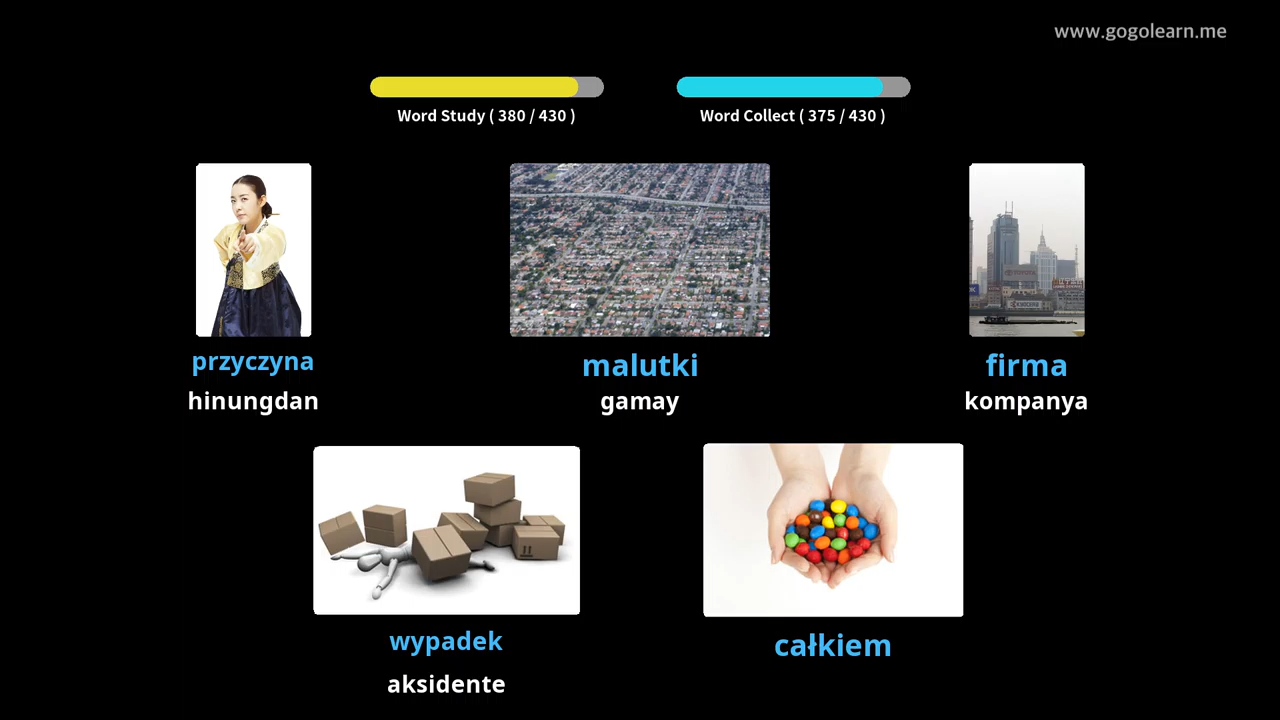 www.gogolearn.me
Word Study ( 380 / 430 )
Word Collect ( 375 / 430 )
TOYOTA
przyczyna
malutki
firma
hinungdan
gamay
kompanya
wypadek
całkiem
aksidente